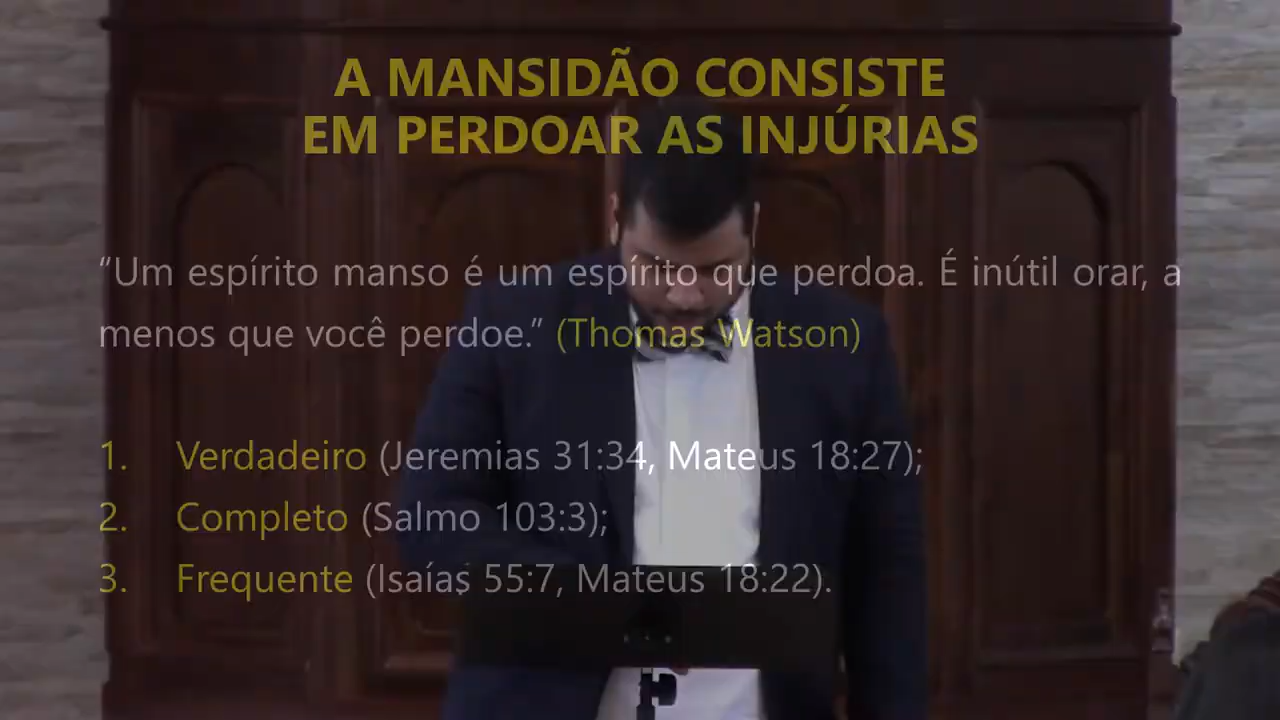 A MANSIDÃO CONSISTE
EM PERDOAR AS INJÚRIAS
“Um espírito manso é um espírito que perdoa. É inútil orar, a
menos que você perdoe.” (Thomas Watson)
1. Verdadeiro (Jeremias 31:34, Mateus 18:27);
2. Completo (Salmo 103:3);
3. Frequente (Isaías 55:7, Mateus 18:22).